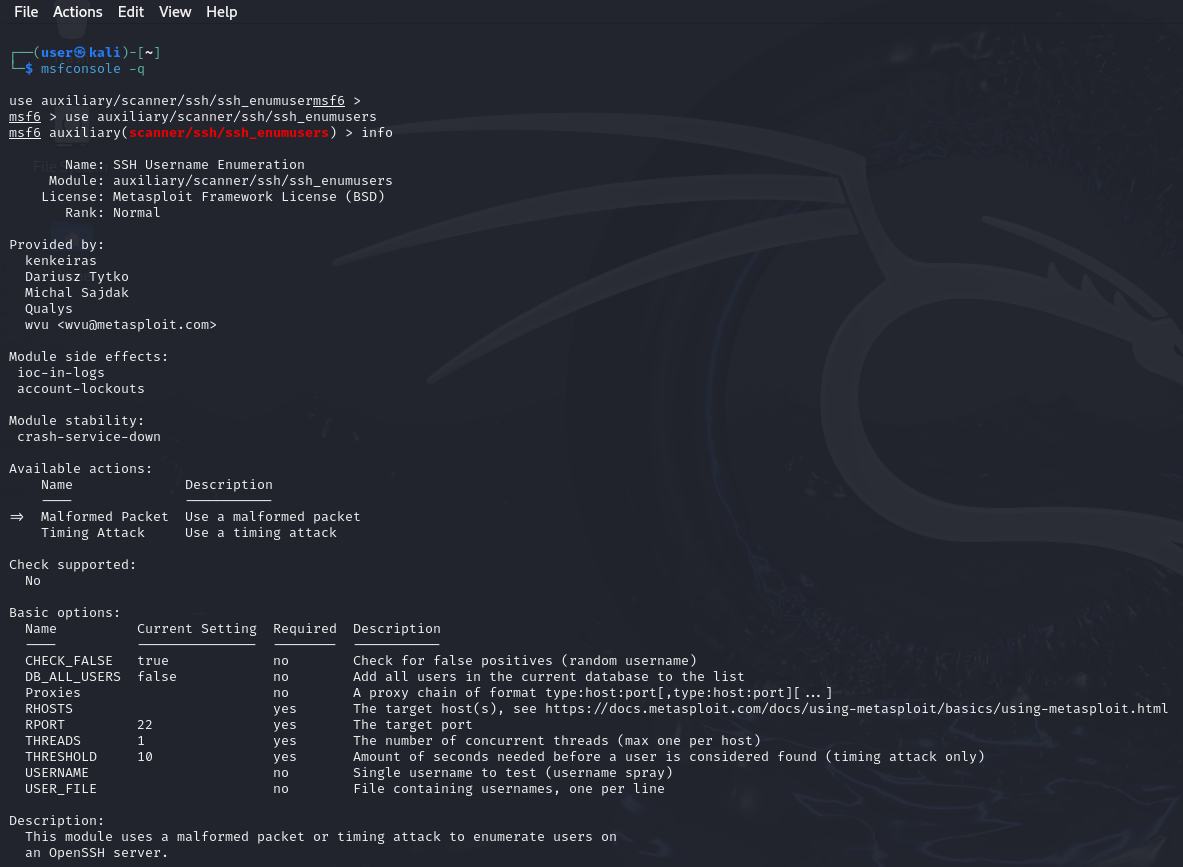 File Actions Edit View Help
┌──(user㉿kali)-[~]
└─$ msfconsole -q
use auxiliary/scanner/ssh/ssh_enumusermsf6 >
msf6 > use auxiliary/scanner/ssh/ssh_enumusers
msf6 auxiliary(scanner/ssh/ssh_enumusers) > info
Name: SSH Username Enumeration
Module: auxiliary/scanner/ssh/ssh_enumusers
License: Metasploit Framework License (BSD)
Rank: Normal
Provided by:
kenkeiras
Dariusz Tytko
Michal Sajdak
Qualys
wvu <wvu@metasploit.com>
Module side effects:
ioc-in-logs
account-lockouts
Module stability:
crash-service-down
Available actions:
Name Description
---- -----------
=> Malformed Packet Use a malformed packet
Timing Attack Use a timing attack
Check supported:
No
Basic options:
Name Current Setting Required Description
---- --------------- -------- -----------
CHECK_FALSE true no Check for false positives (random username)
DB_ALL_USERS false no Add all users in the current database to the list
Proxies no A proxy chain of format type:host:port[,type:host:port][...]
RHOSTS yes The target host(s), see https://docs.metasploit.com/docs/using-metasploit/basics/using-metasploit.html
RPORT 22 yes The target port
THREADS 1 yes The number of concurrent threads (max one per host)
THRESHOLD 10 yes Amount of seconds needed before a user is considered found (timing attack only)
USERNAME no Single username to test (username spray)
USER_FILE no File containing usernames, one per line
Description:
This module uses a malformed packet or timing attack to enumerate users on
an OpenSSH server.